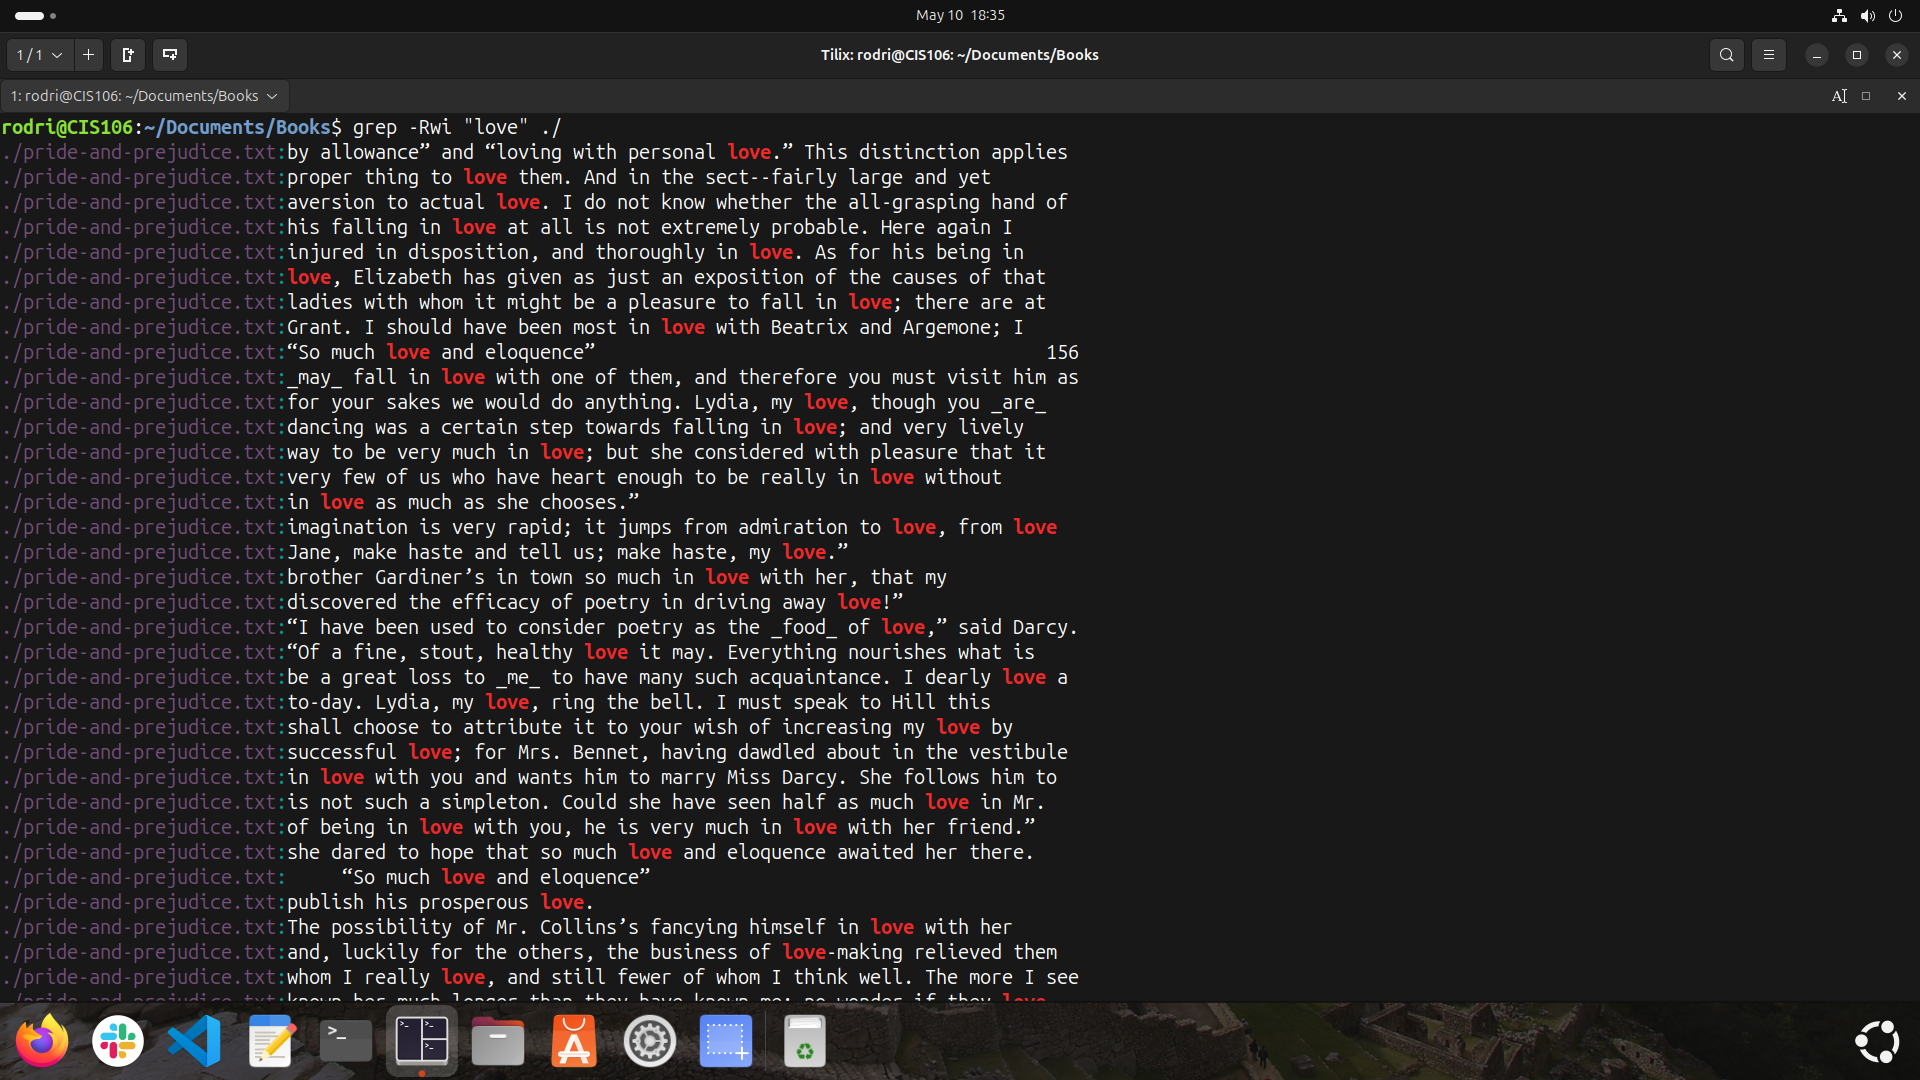 May 10 18:35
1 / 1
Tilix: rodri@CIS106: ~/Documents/Books
1: rodri@CIS106: ~/Documents/Books
rodri@CIS106:~/Documents/Books$ grep -Rwi "love" ./
./pride-and-prejudice.txt:by allowance” and “loving with personal love.” This distinction applies
./pride-and-prejudice.txt:proper thing to love them. And in the sect--fairly large and yet
./pride-and-prejudice.txt:aversion to actual love. I do not know whether the all-grasping hand of
./pride-and-prejudice.txt:his falling in love at all is not extremely probable. Here again I
./pride-and-prejudice.txt:injured in disposition, and thoroughly in love. As for his being in
./pride-and-prejudice.txt:love, Elizabeth has given as just an exposition of the causes of that
./pride-and-prejudice.txt:ladies with whom it might be a pleasure to fall in love; there are at
./pride-and-prejudice.txt:Grant. I should have been most in love with Beatrix and Argemone; I
./pride-and-prejudice.txt:“So much love and eloquence” 156
./pride-and-prejudice.txt:_may_ fall in love with one of them, and therefore you must visit him as
./pride-and-prejudice.txt:for your sakes we would do anything. Lydia, my love, though you _are_
./pride-and-prejudice.txt:dancing was a certain step towards falling in love; and very lively
./pride-and-prejudice.txt:way to be very much in love; but she considered with pleasure that it
./pride-and-prejudice.txt:very few of us who have heart enough to be really in love without
./pride-and-prejudice.txt:in love as much as she chooses.”
./pride-and-prejudice.txt:imagination is very rapid; it jumps from admiration to love, from love
./pride-and-prejudice.txt:Jane, make haste and tell us; make haste, my love.”
./pride-and-prejudice.txt:brother Gardiner’s in town so much in love with her, that my
./pride-and-prejudice.txt:discovered the efficacy of poetry in driving away love!”
./pride-and-prejudice.txt:“I have been used to consider poetry as the _food_ of love,” said Darcy.
./pride-and-prejudice.txt:“Of a fine, stout, healthy love it may. Everything nourishes what is
./pride-and-prejudice.txt:be a great loss to _me_ to have many such acquaintance. I dearly love a
./pride-and-prejudice.txt:to-day. Lydia, my love, ring the bell. I must speak to Hill this
./pride-and-prejudice.txt:shall choose to attribute it to your wish of increasing my love by
./pride-and-prejudice.txt:successful love; for Mrs. Bennet, having dawdled about in the vestibule
./pride-and-prejudice.txt:in love with you and wants him to marry Miss Darcy. She follows him to
./pride-and-prejudice.txt:is not such a simpleton. Could she have seen half as much love in Mr.
./pride-and-prejudice.txt:of being in love with you, he is very much in love with her friend.”
./pride-and-prejudice.txt:she dared to hope that so much love and eloquence awaited her there.
./pride-and-prejudice.txt: “So much love and eloquence”
./pride-and-prejudice.txt:publish his prosperous love.
./pride-and-prejudice.txt:The possibility of Mr. Collins’s fancying himself in love with her
./pride-and-prejudice.txt:and, luckily for the others, the business of love-making relieved them
./pride-and-prejudice.txt:whom I really love, and still fewer of whom I think well. The more I see
./pride-and-prejudice.txt:known her much longer than they have known me; no wonder if they love